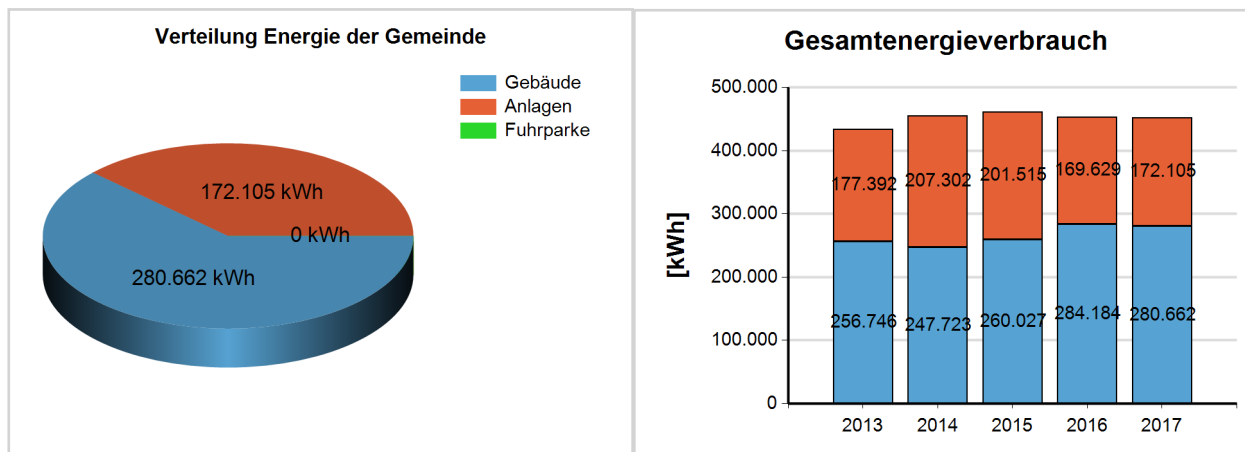 Verteilung Energie der Gemeinde
Gebäude
Anlagen
Fuhrparke
172.105 kWh
0 kWh
280.662 kWh
Gesamtenergieverbrauch
[kWh]
500.000
400.000
300.000
200.000
100.000
0
177.392 207.302 201.515 169.629 172.105
256.746 247.723 260.027 284.184 280.662
2013 2014 2015 2016 2017